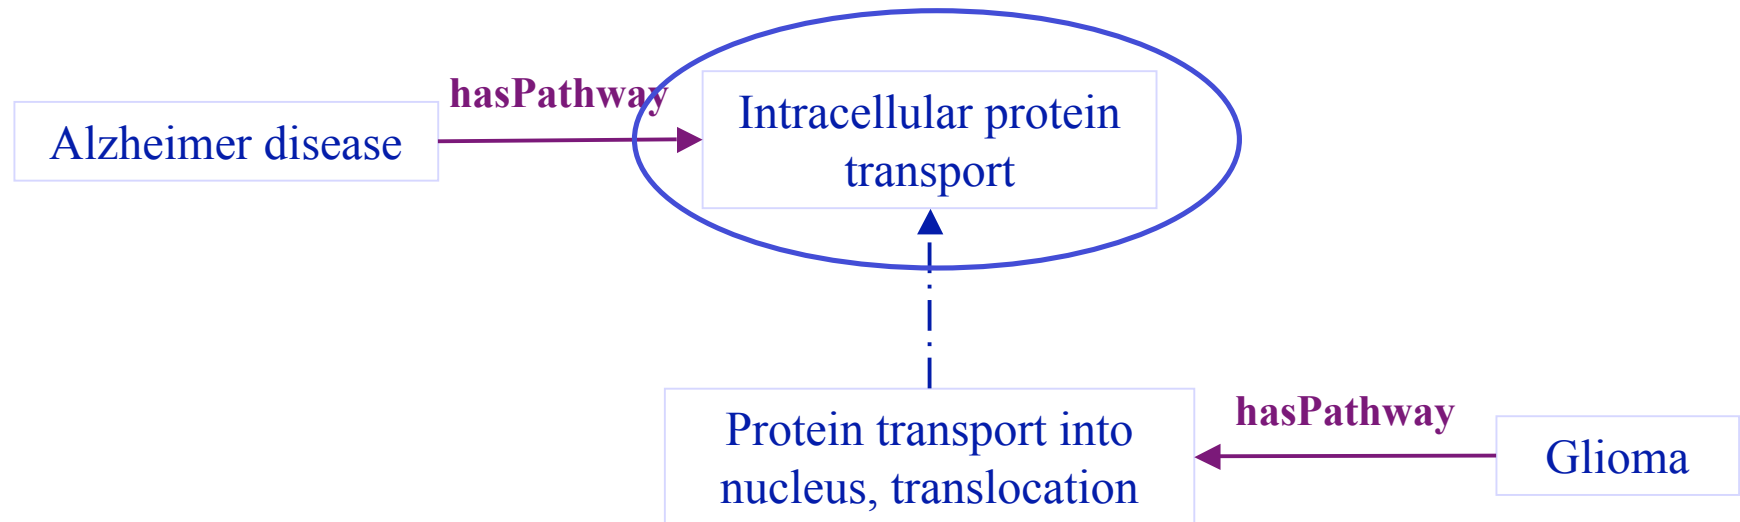 hasPathway
Alzheimer disease
Intracellular protein
transport
Protein transport into
nucleus, translocation
hasPathway
Glioma